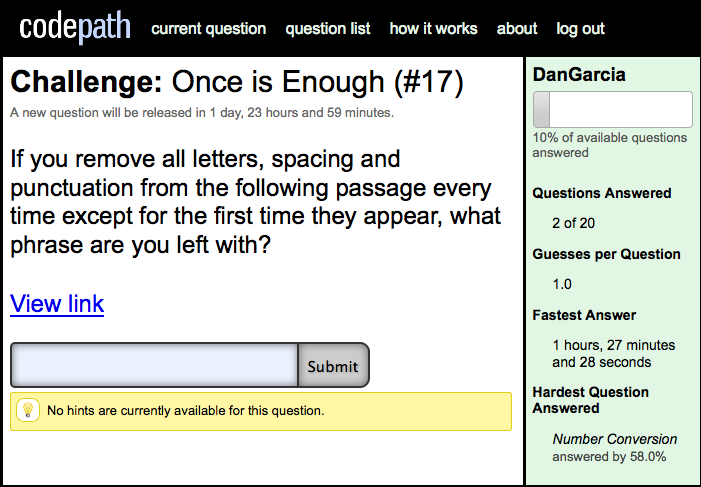 codepath current question question list how it works about log out
Challenge: Once is Enough (#17)
A new question will be released in 1 day, 23 hours and 59 minutes.
If you remove all letters, spacing and
punctuation from the following passage every
time except for the first time they appear, what
phrase are you left with?
View link
Submit
No hints are currently available for this question.
DanGarcia
10% of available questions
answered
Questions Answered
2 of 20
Guesses per Question
1.0
Fastest Answer
1 hours, 27 minutes
and 28 seconds
Hardest Question
Answered
Number Conversion
answered by 58.0%